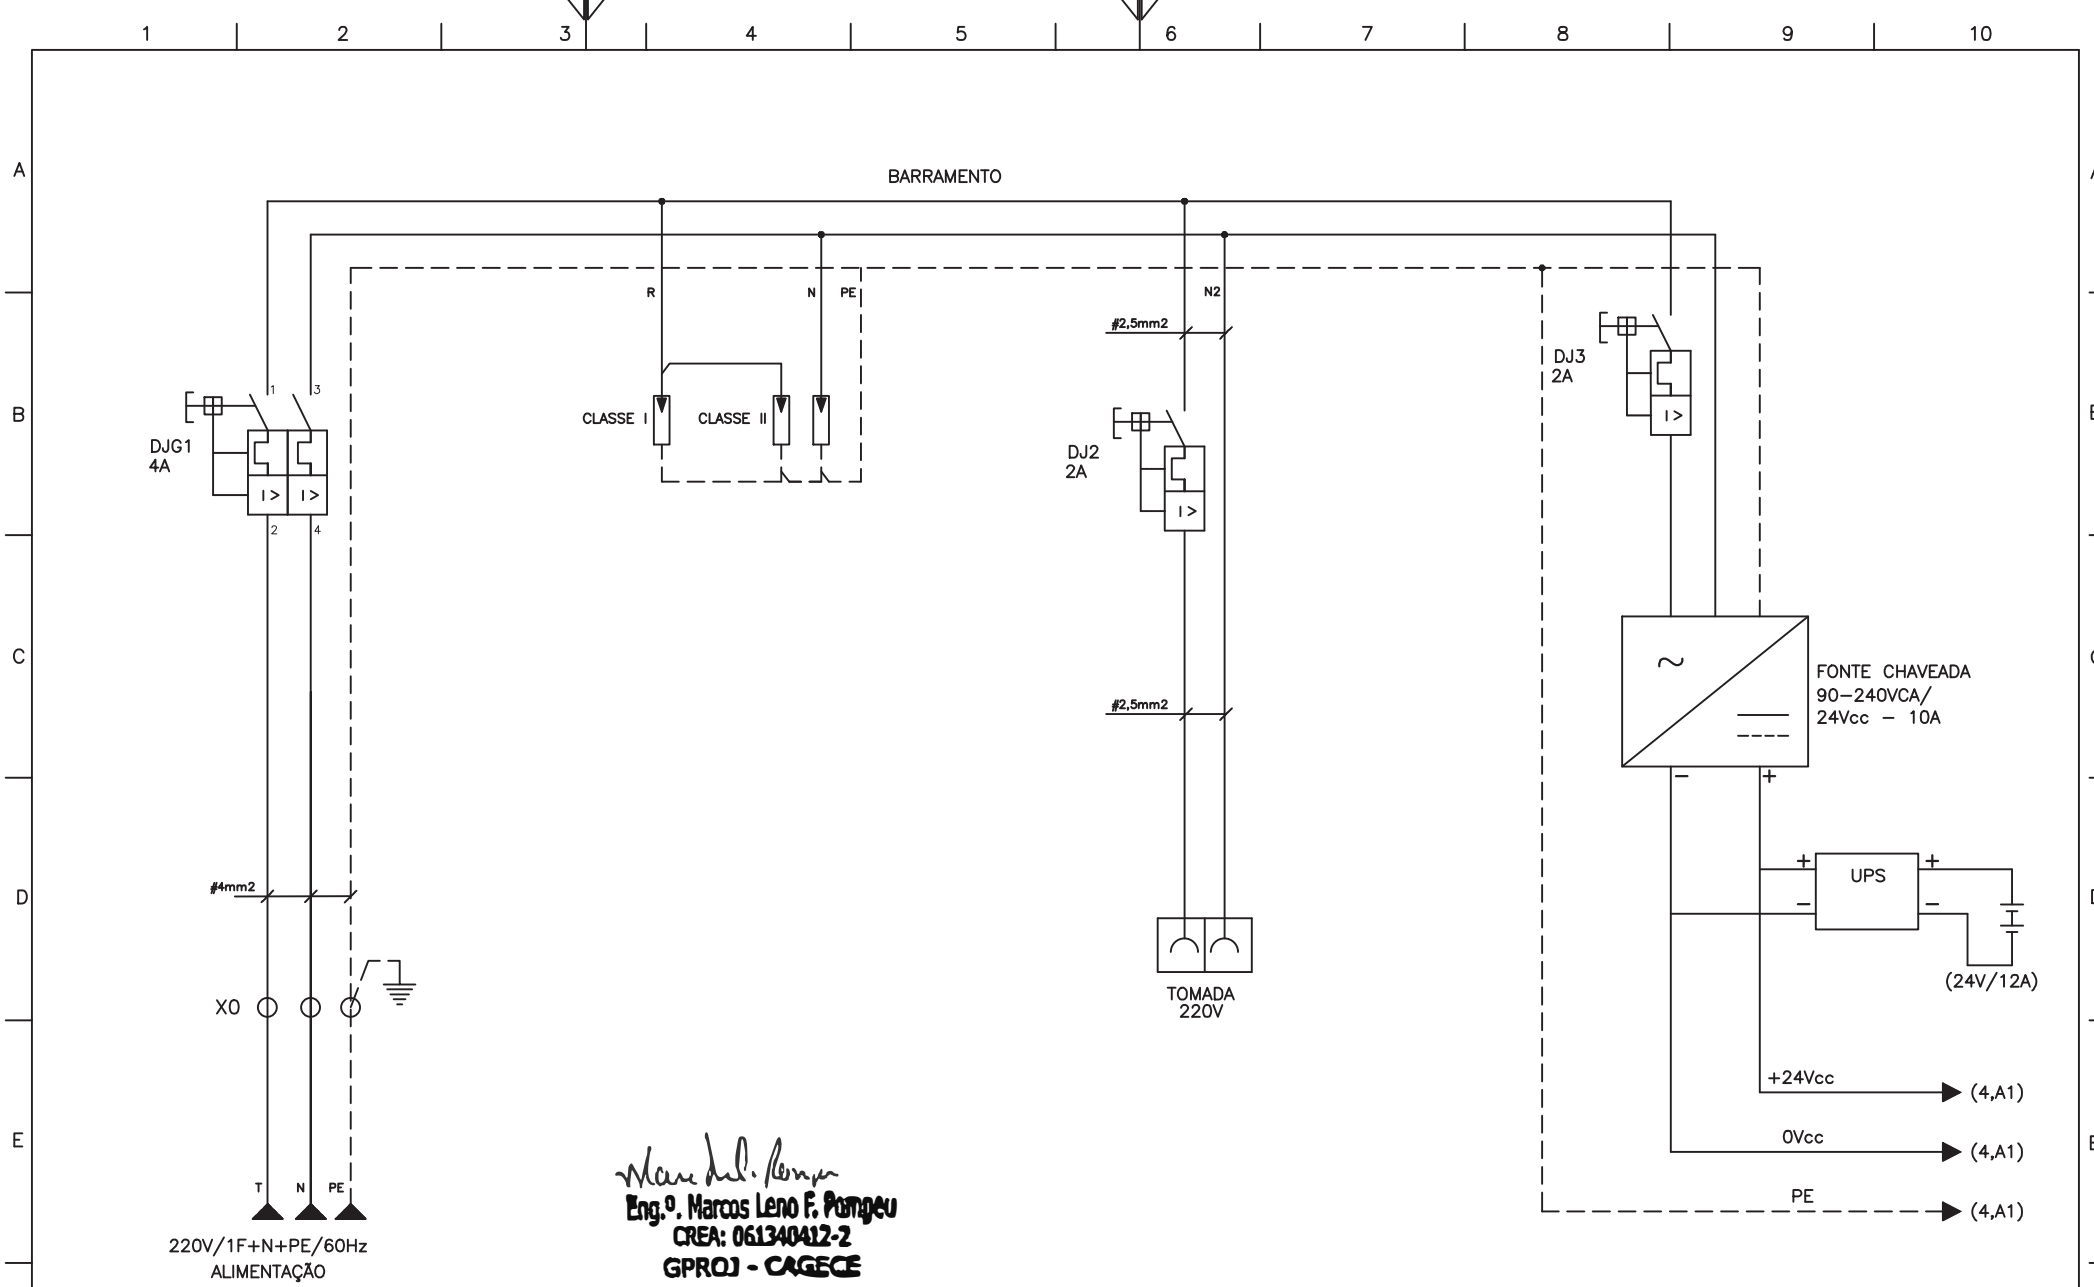 1 2 3 4 5 6 7 8 9 10
A
BARRAMENTO
R N PE N2
#2,5mm2
DJ3
2A
1 3
B
CLASSE I CLASSE II
DJG1
4A
DJ2
2A
I> I> I> I>
2 4
C
~
FONTE CHAVEADA
90-240VCA/
24Vcc - 10A
#2,5mm2
- +
+ UPS +
- -
D
#4mm2
(24V/12A)
TOMADA
220V
X0
+24Vcc (4,A1)
0Vcc (4,A1)
E
T N PE
PE (4,A1)
Eng.º. Marcos Leno F. Pompeu
CREA: 061340412-2
GPROJ - CAGECE
220V/1F+N+PE/60Hz
ALIMENTAÇÃO